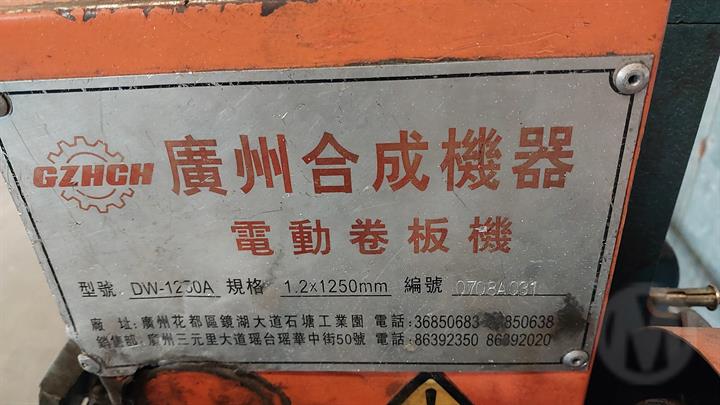 GZHCH 廣州合成機器
電動卷板機
型號 DW-1250A 規格 1.2×1250mm 編號 0708A031
廠 址:廣州花都區鏡湖大道石塘工業園 電話:36850683
銷售部:廣州三元里大道瑶台瑶華中街50號 電話:86392350 86392020